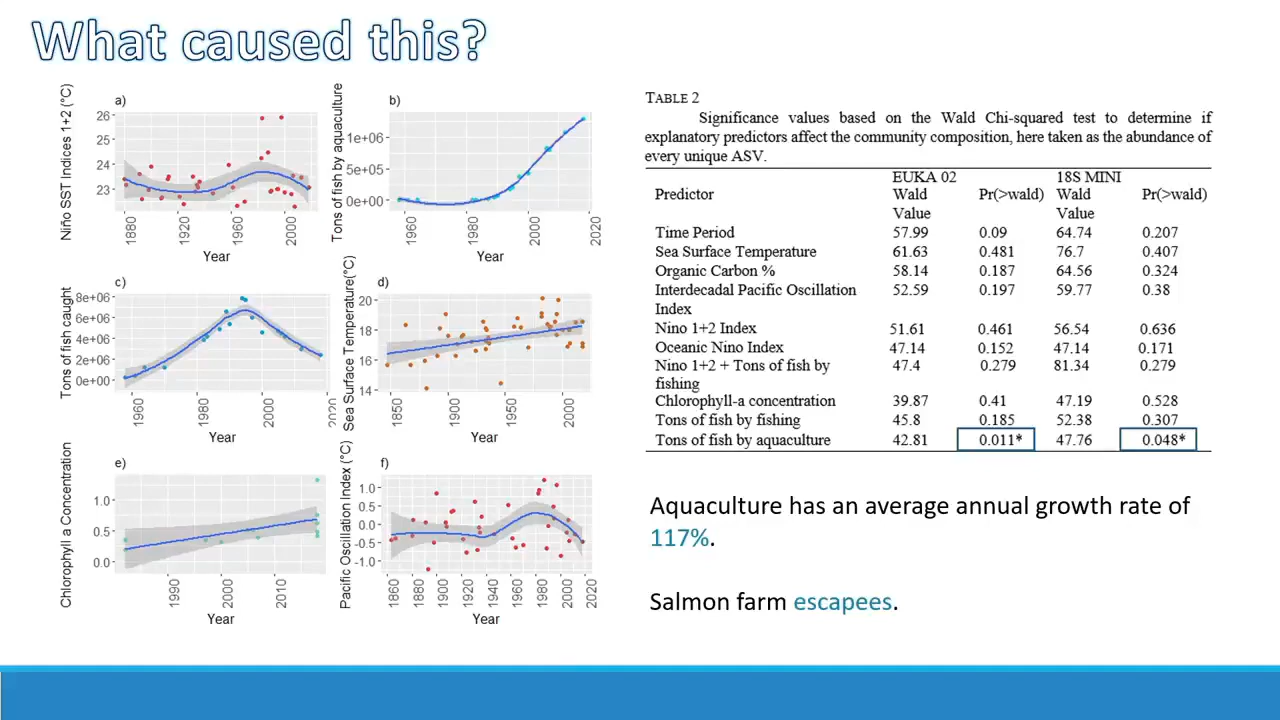 What caused this?
a)
Niño SST Indices 1+2 (°C)
26
25
24
23
1880
1920
1960
2000
Year
b)
Tons of fish by aquaculture
1e+06
5e+05
0e+00
1960
1980
2000
2020
Year
c)
Tons of fish caught
8e+06
6e+06
4e+06
2e+06
0e+00
1960
1980
2000
2020
Year
d)
Sea Surface Temperature(°C)
20
18
16
14
1850
1900
1950
2000
Year
e)
Chlorophyll a Concentration
1.0
0.5
0.0
1990
2000
2010
Year
f)
Pacific Oscillation Index (°C)
1.0
0.5
0.0
-0.5
-1.0
1860
1880
1900
1920
1940
1960
1980
2000
2020
Year
TABLE 2
Significance values based on the Wald Chi-squared test to determine if
explanatory predictors affect the community composition, here taken as the abundance of
every unique ASV.
EUKA 02 18S MINI
Predictor Wald Pr(>wald) Wald Pr(>wald)
Value Value
Time Period 57.99 0.09 64.74 0.207
Sea Surface Temperature 61.63 0.481 76.7 0.407
Organic Carbon % 58.14 0.187 64.56 0.324
Interdecadal Pacific Oscillation 52.59 0.197 59.77 0.38
Index
Nino 1+2 Index 51.61 0.461 56.54 0.636
Oceanic Nino Index 47.14 0.152 47.14 0.171
Nino 1+2 + Tons of fish by 47.4 0.279 81.34 0.279
fishing
Chlorophyll-a concentration 39.87 0.41 47.19 0.528
Tons of fish by fishing 45.8 0.185 52.38 0.307
Tons of fish by aquaculture 42.81 0.011* 47.76 0.048*
Aquaculture has an average annual growth rate of
117%.
Salmon farm escapees.